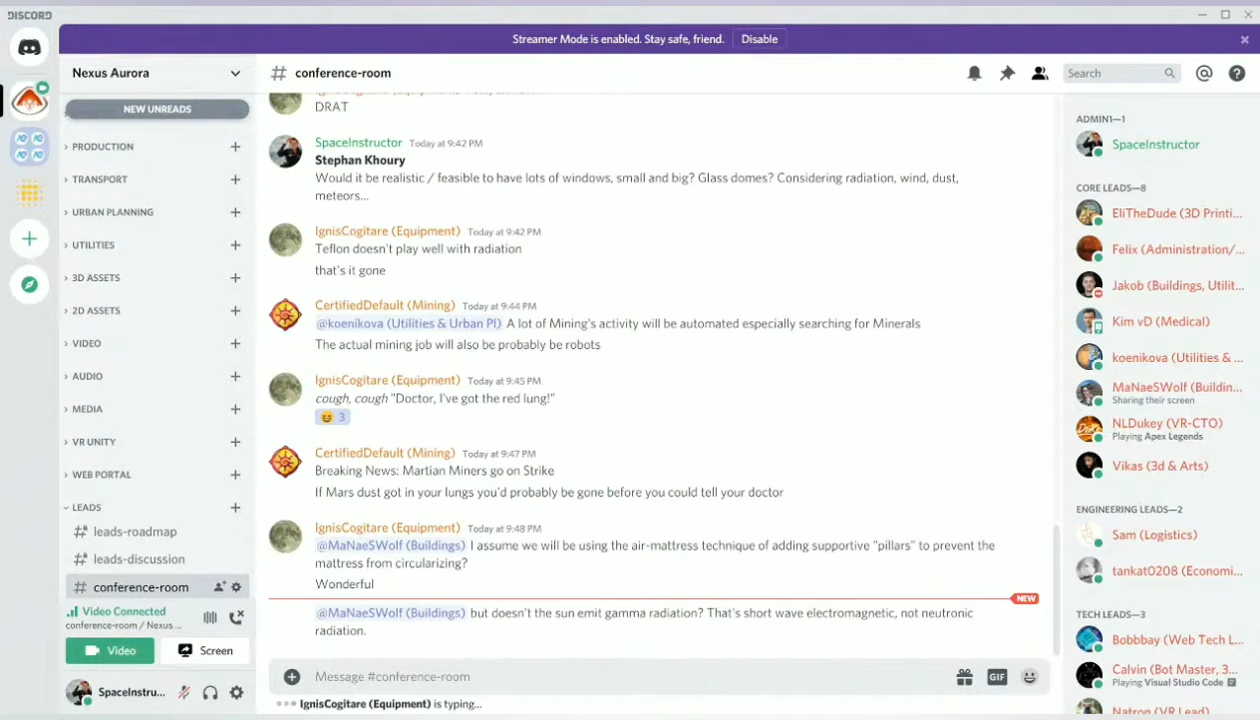 DISCORD
Streamer Mode is enabled. Stay safe, friend. Disable
Nexus Aurora
NEW UNREADS
PRODUCTION
TRANSPORT
URBAN PLANNING
UTILITIES
3D ASSETS
2D ASSETS
VIDEO
AUDIO
MEDIA
VR UNITY
WEB PORTAL
LEADS
# leads-roadmap
# leads-discussion
# conference-room
Video Connected
conference-room / Nexus ...
Video
Screen
SpaceInstru...
# conference-room
Search
DRAT
SpaceInstructor Today at 9:42 PM
Stephan Khoury
Would it be realistic / feasible to have lots of windows, small and big? Glass domes? Considering radiation, wind, dust,
meteors...
IgnisCogitare (Equipment) Today at 9:42 PM
Teflon doesn't play well with radiation
that's it gone
CertifiedDefault (Mining) Today at 9:44 PM
@koenikova (Utilities & Urban Pl) A lot of Mining's activity will be automated especially searching for Minerals
The actual mining job will also be probably be robots
IgnisCogitare (Equipment) Today at 9:45 PM
cough, cough "Doctor, I've got the red lung!"
3
CertifiedDefault (Mining) Today at 9:47 PM
Breaking News: Martian Miners go on Strike
If Mars dust got in your lungs you'd probably be gone before you could tell your doctor
IgnisCogitare (Equipment) Today at 9:48 PM
@MaNaeSWolf (Buildings) I assume we will be using the air-mattress technique of adding supportive "pillars" to prevent the
mattress from circularizing?
Wonderful
NEW
@MaNaeSWolf (Buildings) but doesn't the sun emit gamma radiation? That's short wave electromagnetic, not neutronic
radiation.
Message #conference-room
GIF
IgnisCogitare (Equipment) is typing...
ADMIN1—1
SpaceInstructor
CORE LEADS—8
EliTheDude (3D Printi...
Felix (Administration/...
Jakob (Buildings, Utilit...
Kim vD (Medical)
koenikova (Utilities & ...
MaNaeSWolf (Buildin...
Sharing their screen
NLDukey (VR-CTO)
Playing Apex Legends
Vikas (3d & Arts)
ENGINEERING LEADS—2
Sam (Logistics)
tankat0208 (Economi...
TECH LEADS—3
Bobbbay (Web Tech L...
Calvin (Bot Master, 3...
Playing Visual Studio Code
Natron (VR Lead)